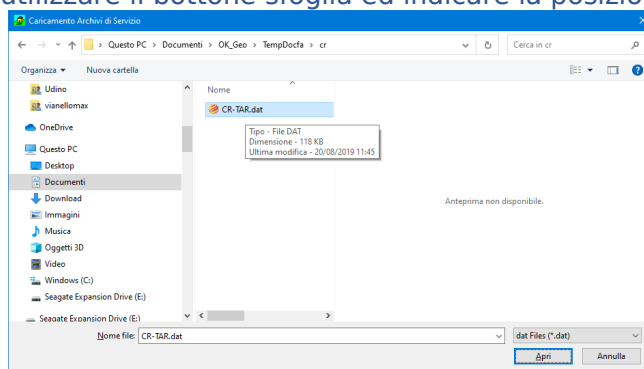 utilizzare il bottone sfoglia ed indicare la posizio
Caricamento Archivi di Servizio
Questo PC > Documenti > OK_Geo > TempDocfa > cr
Cerca in cr
Organizza
Nuova cartella
Udino
vianellomax
OneDrive
Questo PC
Desktop
Documenti
Download
Immagini
Musica
Oggetti 3D
Video
Windows (C:)
Seagate Expansion Drive (E:)
Seagate Expansion Drive (E:)
Nome
CR-TAR.dat
Tipo - File DAT
Dimensione - 118 KB
Ultima modifica - 20/08/2019 11:45
Anteprima non disponibile.
Nome file: CR-TAR.dat
dat Files (*.dat)
Apri
Annulla